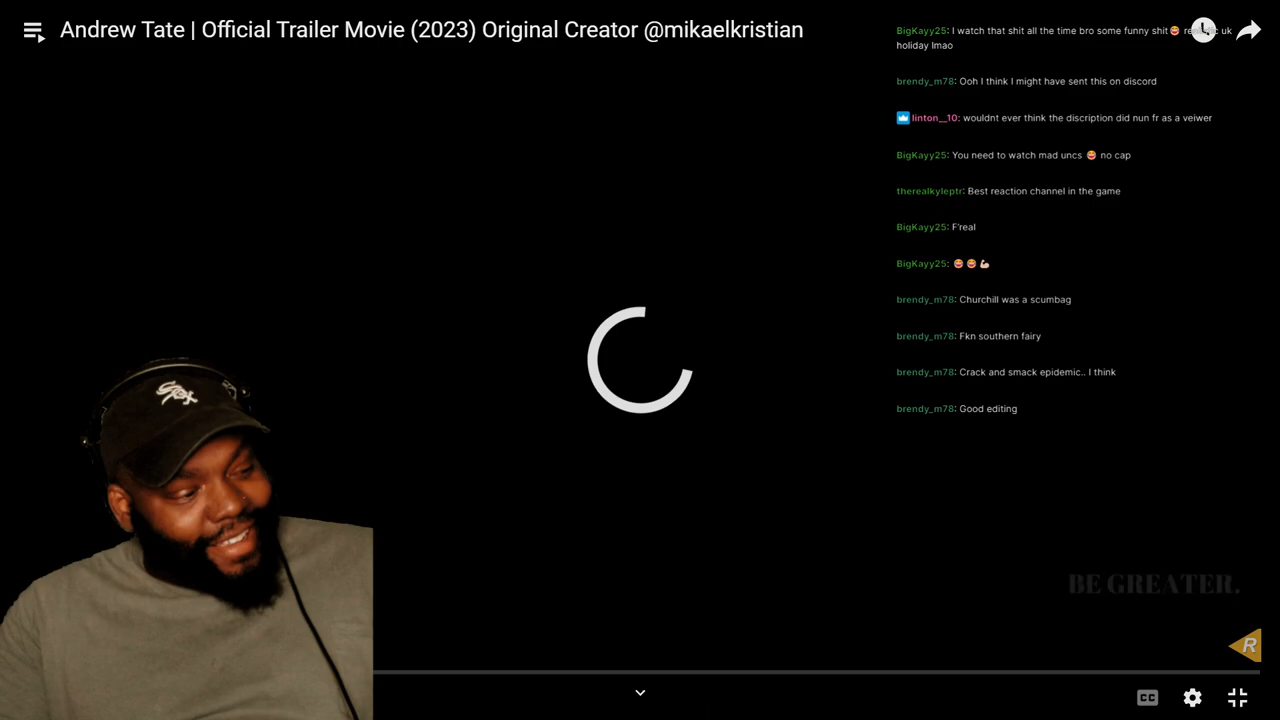 Andrew Tate | Official Trailer Movie (2023) Original Creator @mikaelkristian
BigKayy25: I watch that shit all the time bro some funny shit uk
holiday lmao
brendy_m78: Ooh I think I might have sent this on discord
linton__10: wouldnt ever think the discription did nun fr as a veiwer
BigKayy25: You need to watch mad uncs no cap
therealkyleptr: Best reaction channel in the game
BigKayy25: F'real
BigKayy25:
brendy_m78: Churchill was a scumbag
brendy_m78: Fkn southern fairy
brendy_m78: Crack and smack epidemic.. I think
brendy_m78: Good editing
Sox
BE GREATER.
R
CC